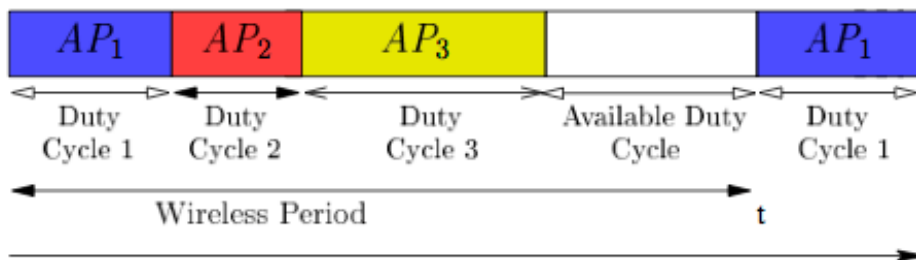 AP₁ AP₂ AP₃ AP₁
Duty Duty Duty Available Duty Duty
Cycle 1 Cycle 2 Cycle 3 Cycle Cycle 1
Wireless Period t